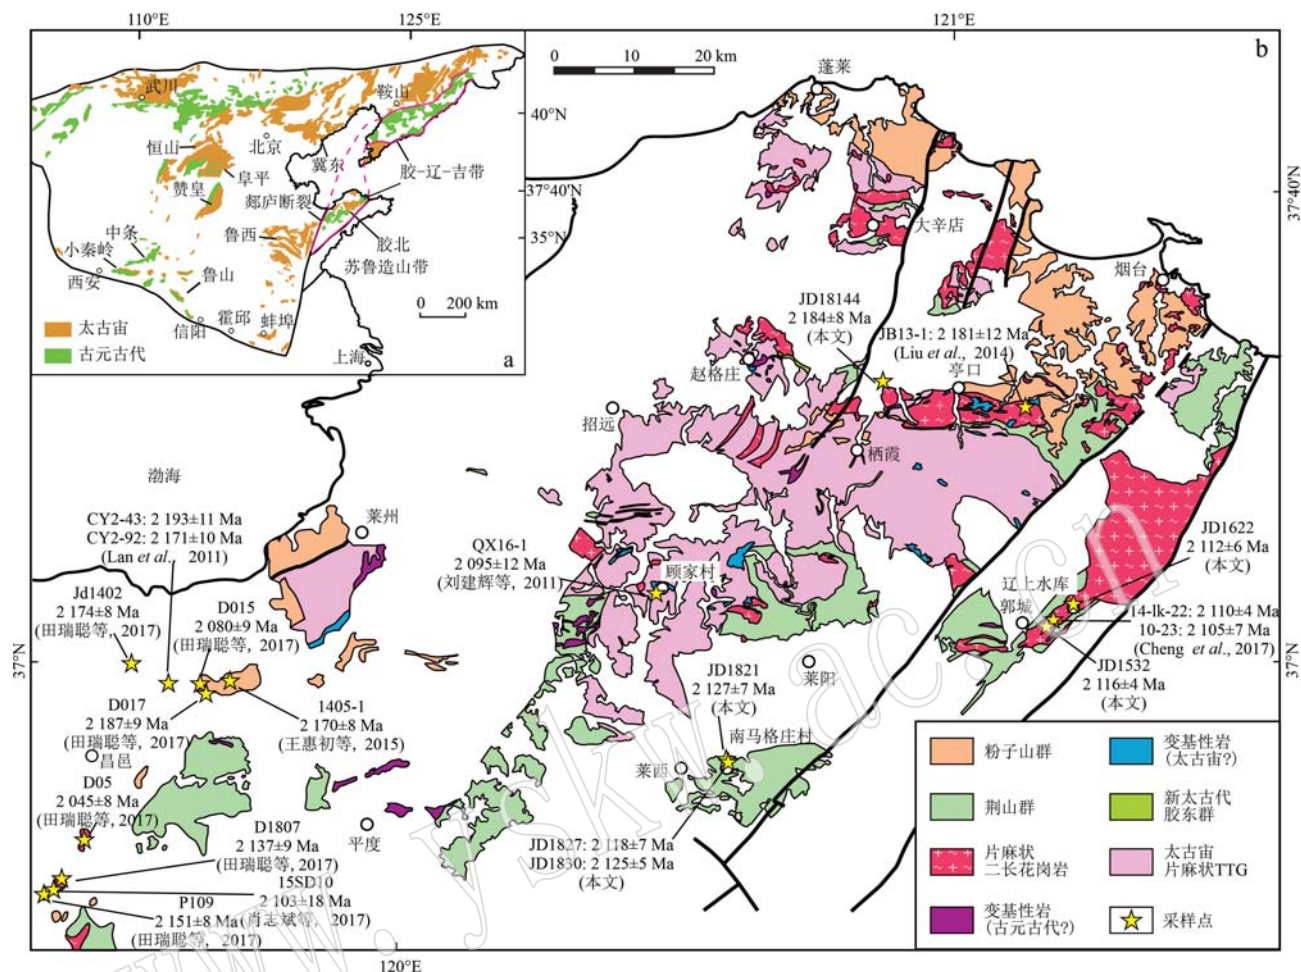 110°E
125°E
121°E
b
0 10 20 km
蓬莱
武川
鞍山
40°N
恒山
北京
冀东
胶-辽-吉带
阜平
赞皇
郯庐断裂
37°40′N
37°40′N
中条
鲁西
35°N
小秦岭
胶北
西安
鲁山
苏鲁造山带
信阳
霍邱
蚌埠
0 200 km
太古宙
古元古代
上海
a
大辛店
烟台
JD18144
2 184±8 Ma
(本文)
JB13-1: 2 181±12 Ma
(Liu et al., 2014)
亭口
赵格庄
招远
栖霞
渤海
CY2-43: 2 193±11 Ma
CY2-92: 2 171±10 Ma
(Lan et al., 2011)
莱州
QX16-1
2 095±12 Ma
(刘建辉等, 2011)
顾家村
JD1622
2 112±6 Ma
(本文)
辽上水库
郭城
14-lk-22: 2 110±4 Ma
10-23: 2 105±7 Ma
(Cheng et al., 2017)
JD1532
2 116±4 Ma
(本文)
Jd1402
2 174±8 Ma
(田瑞聪等, 2017)
D015
2 080±9 Ma
(田瑞聪等, 2017)
37°N
37°N
D017
2 187±9 Ma
(田瑞聪等, 2017)
1405-1
2 170±8 Ma
(王惠初等, 2015)
昌邑
JD1821
2 127±7 Ma
(本文)
莱阳
南马格庄村
莱西
D05
2 045±8 Ma
(田瑞聪等, 2017)
平度
D1807
2 137±9 Ma
(田瑞聪等, 2017)
JD1827: 2 118±7 Ma
JD1830: 2 125±5 Ma
(本文)
15SD10
2 103±18 Ma
(肖志斌等, 2017)
P109
2 151±8 Ma
(田瑞聪等, 2017)
粉子山群
变基性岩
(太古宙?)
荆山群
新太古代
胶东群
片麻状
二长花岗岩
太古宙
片麻状TTG
变基性岩
(古元古代?)
采样点
120°E
www.yskw.ac.cn